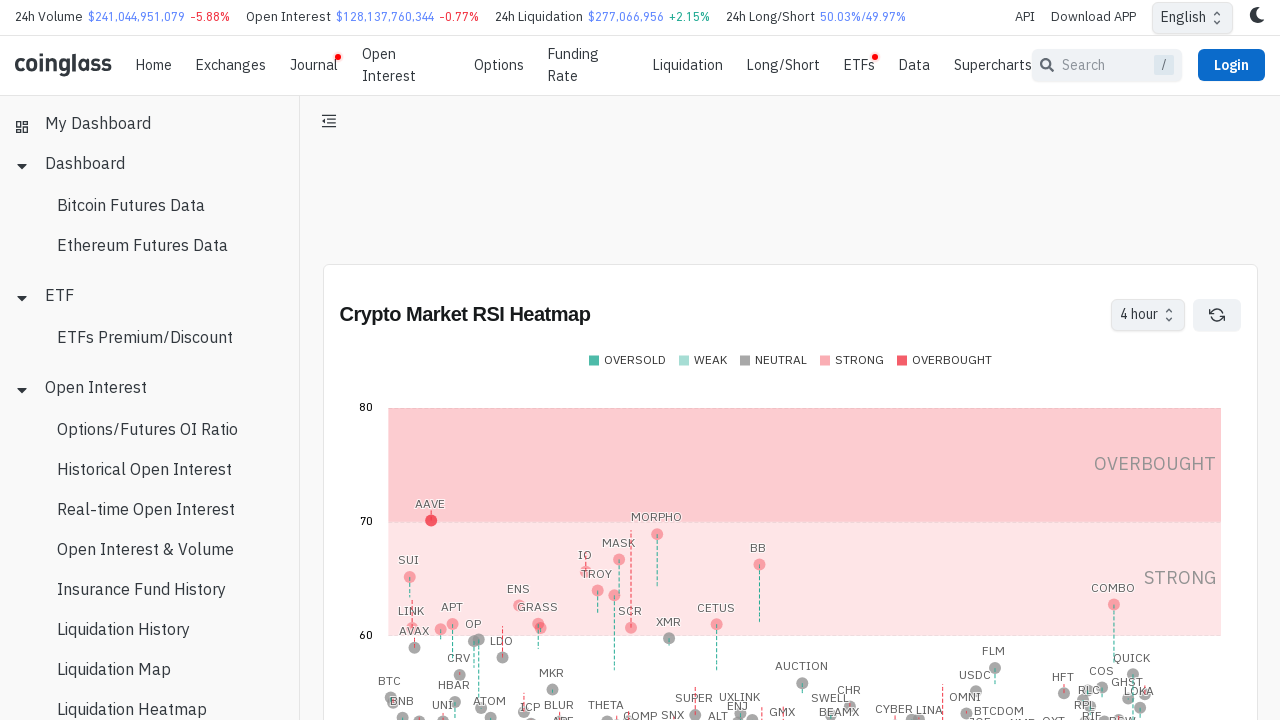 24h Volume $241,044,951,079 -5.88% Open Interest $128,137,760,344 -0.77% 24h Liquidation $277,066,956 +2.15% 24h Long/Short 50.03%/49.97% API Download APP English
coinglass Home Exchanges Journal Open Interest Options Funding Rate Liquidation Long/Short ETFs Data Supercharts Search / Login
My Dashboard
Dashboard
Bitcoin Futures Data
Ethereum Futures Data
ETF
ETFs Premium/Discount
Open Interest
Options/Futures OI Ratio
Historical Open Interest
Real-time Open Interest
Open Interest & Volume
Insurance Fund History
Liquidation History
Liquidation Map
Liquidation Heatmap
Crypto Market RSI Heatmap 4 hour
OVERSOLD WEAK NEUTRAL STRONG OVERBOUGHT
80
OVERBOUGHT
AAVE
MORPHO
70
MASK
BB
IO
SUI
TROY
STRONG
ENS
COMBO
LINK APT GRASS SCR CETUS
OP XMR
AVAX
60
LDO
CRV
FLM
QUICK
AUCTION
MKR
USDC HFT COS
BTC
HBAR
GHST
CHR RLC LOKA
BNB UNI ATOM ICP BLUR THETA SUPER UXLINK SWELL OMNI
ENJ RPL
COMP SNX ALT GMX BEAMX CYBER LINA BTCDOM